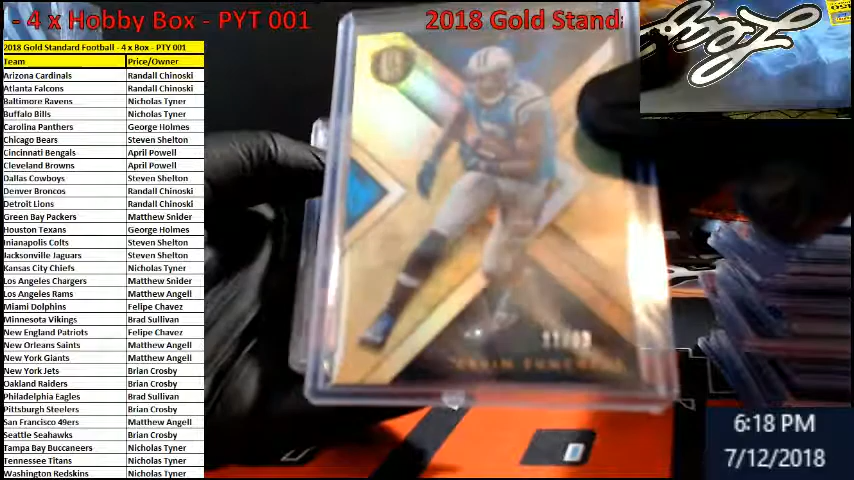 - 4 x Hobby Box - PYT 001
2018 Gold Stand
2018 Gold Standard Football - 4 x Box - PTY 001
Team Price/Owner
Arizona Cardinals Randall Chinoski
Atlanta Falcons Randall Chinoski
Baltimore Ravens Nicholas Tyner
Buffalo Bills Nicholas Tyner
Carolina Panthers George Holmes
Chicago Bears Steven Shelton
Cincinnati Bengals April Powell
Cleveland Browns April Powell
Dallas Cowboys Steven Shelton
Denver Broncos Randall Chinoski
Detroit Lions Randall Chinoski
Green Bay Packers Matthew Snider
Houston Texans George Holmes
Inianapolis Colts Steven Shelton
Jacksonville Jaguars Steven Shelton
Kansas City Chiefs Nicholas Tyner
Los Angeles Chargers Matthew Snider
Los Angeles Rams Matthew Angell
Miami Dolphins Felipe Chavez
Minnesota Vikings Brad Sullivan
New England Patriots Felipe Chavez
New Orleans Saints Matthew Angell
New York Giants Matthew Angell
New York Jets Brian Crosby
Oakland Raiders Brian Crosby
Philadelphia Eagles Brad Sullivan
Pittsburgh Steelers Brian Crosby
San Francisco 49ers Matthew Angell
Seattle Seahawks Brian Crosby
Tampa Bay Buccaneers Nicholas Tyner
Tennessee Titans Nicholas Tyner
Washington Redskins Nicholas Tyner
6:18 PM
7/12/2018